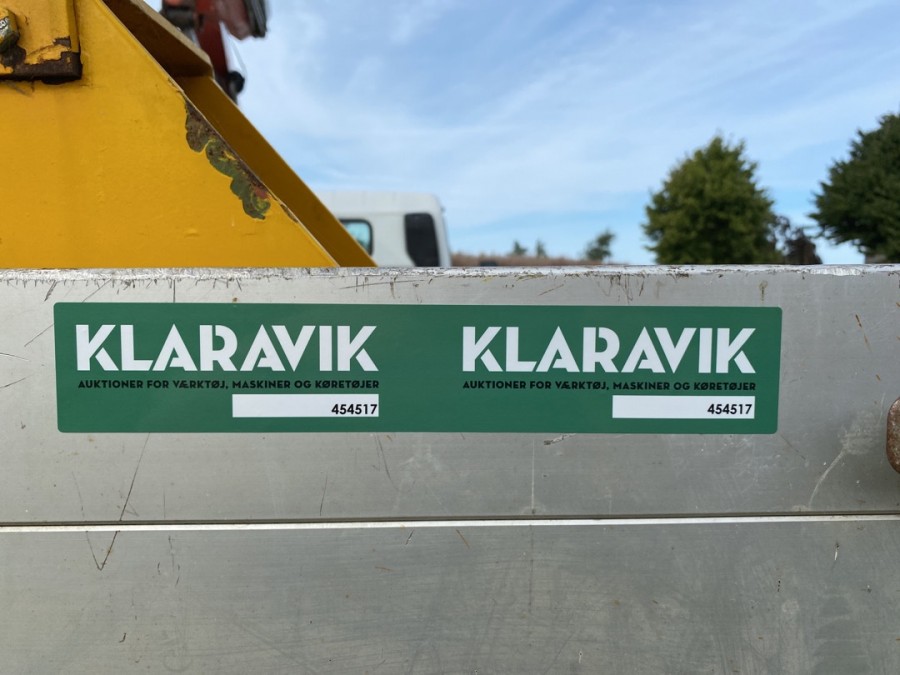 KLARAVIK
AUKTIONER FOR VÆRKTØJ, MASKINER OG KØRETØJER
454517
KLARAVIK
AUKTIONER FOR VÆRKTØJ, MASKINER OG KØRETØJER
454517